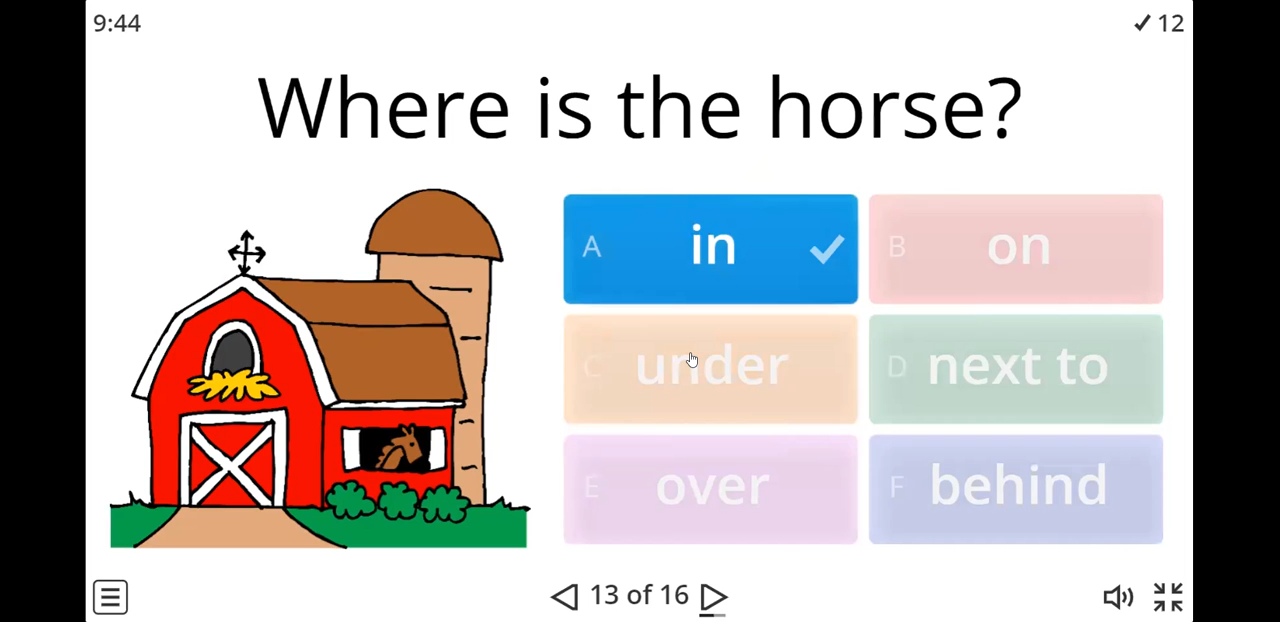 9:44
✓ 12
Where is the horse?
A in
B on
C under
D next to
E over
F behind
13 of 16